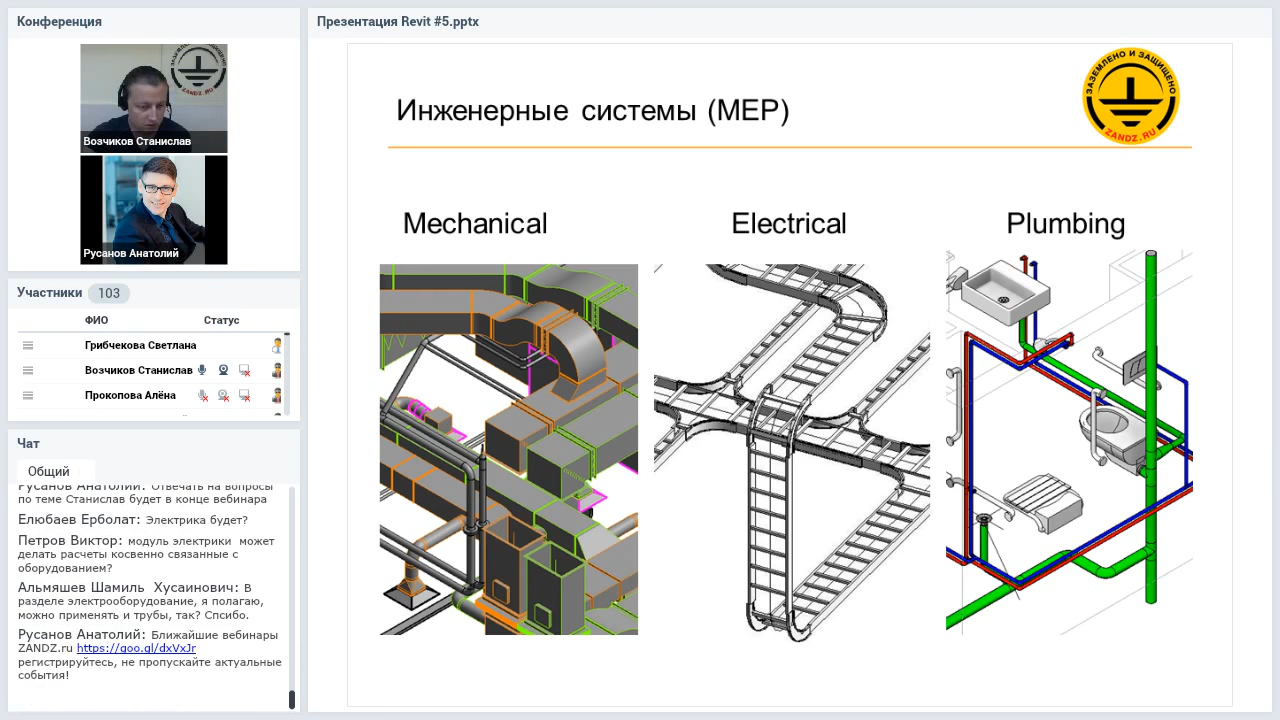 Конференция
ZANDZ.RU
Возчиков Станислав
Русанов Анатолий
Участники 103
ФИО Статус
Грибчекова Светлана
Возчиков Станислав
Прокопова Алёна
Чат
Общий
Русанов Анатолий: Отвечать на вопросы
по теме Станислав будет в конце вебинара
Елюбаев Ерболат: Электрика будет?
Петров Виктор: модуль электрики может
делать расчеты косвенно связанные с
оборудованием?
Альмяшев Шамиль Хусаинович: В
разделе электрооборудование, я полагаю,
можно применять и трубы, так? Спсибо.
Русанов Анатолий: Ближайшие вебинары
ZANDZ.ru https://goo.gl/dxVxJr
регистрируйтесь, не пропускайте актуальные
события!
Презентация Revit #5.pptx
Инженерные системы (MEP)
ЗАЗЕМЛЕНО И ЗАЩИЩЕНО
ZANDZ.RU
Mechanical
Electrical
Plumbing